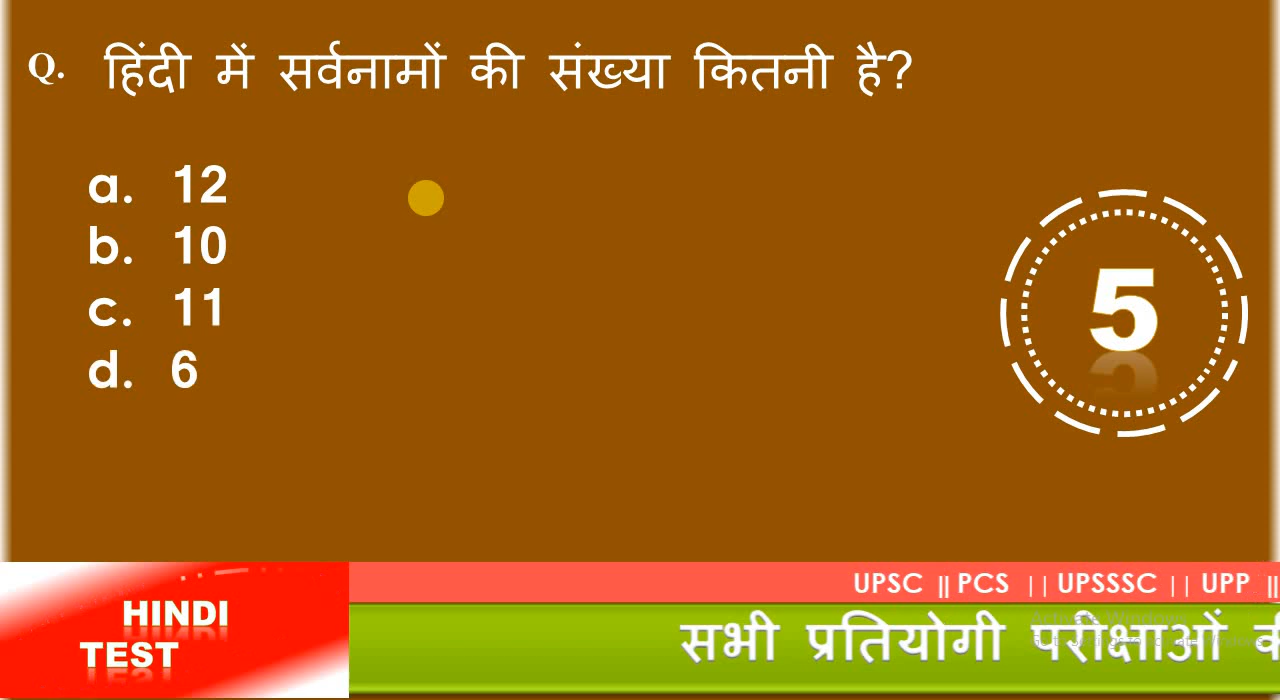 Q. हिंदी में सर्वनामों की संख्या कितनी है?
a. 12
b. 10
c. 11
d. 6
5
HINDI
TEST
UPSC || PCS || UPSSSC || UPP ||
सभी प्रतियोगी परीक्षाओं की